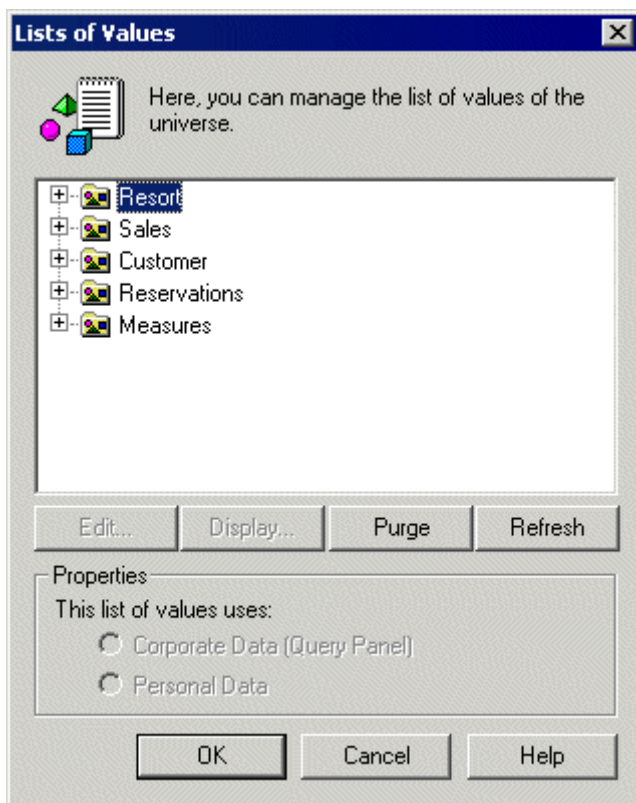 Lists of Values
Here, you can manage the list of values of the
universe.
Resort
Sales
Customer
Reservations
Measures
Edit... Display... Purge Refresh
Properties
This list of values uses:
Corporate Data (Query Panel)
Personal Data
OK Cancel Help